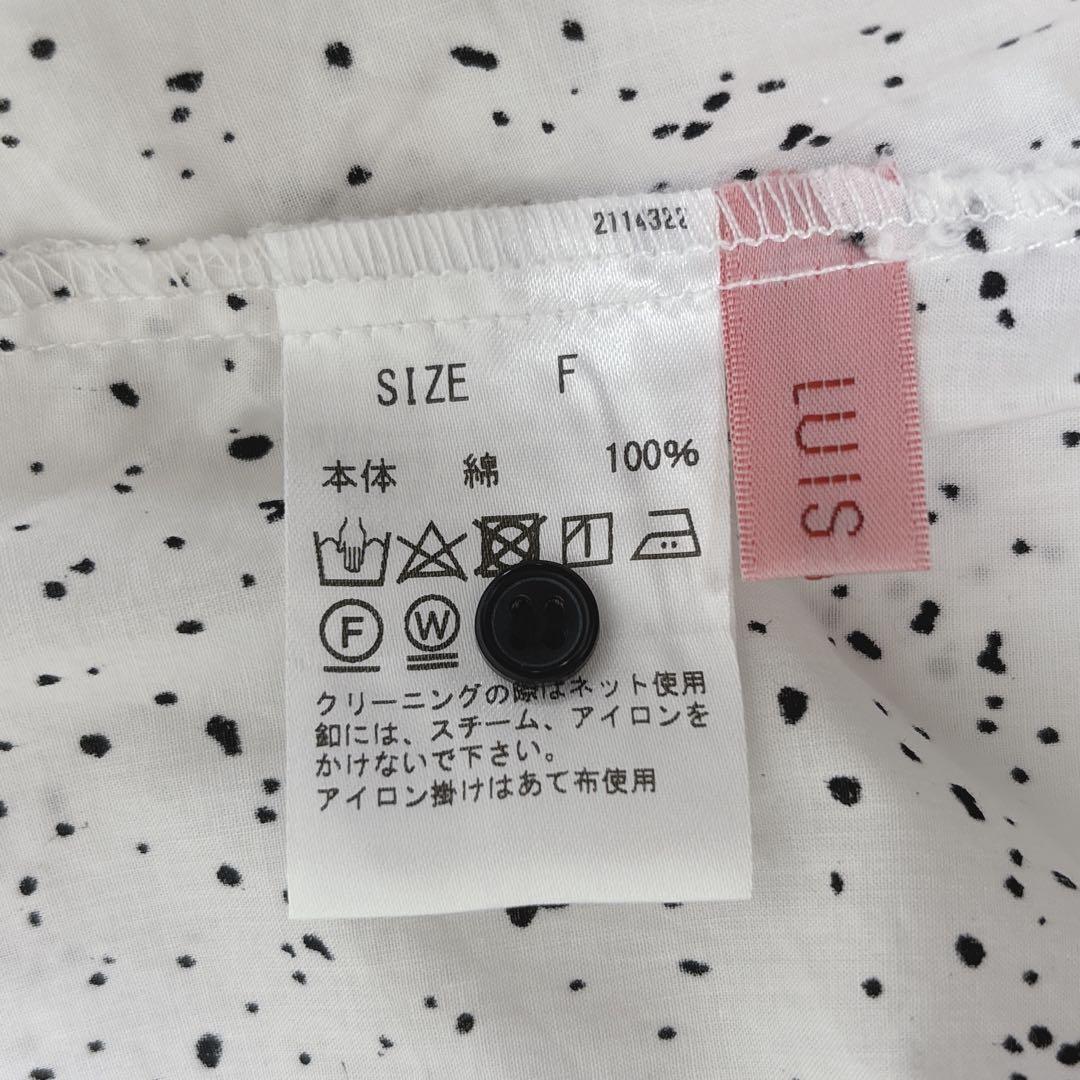 2114322
SIZE F
本体 綿 100%
F W
クリーニングの際はネット使用
釦には、スチーム、アイロンを
かけないで下さい。
アイロン掛けはあて布使用